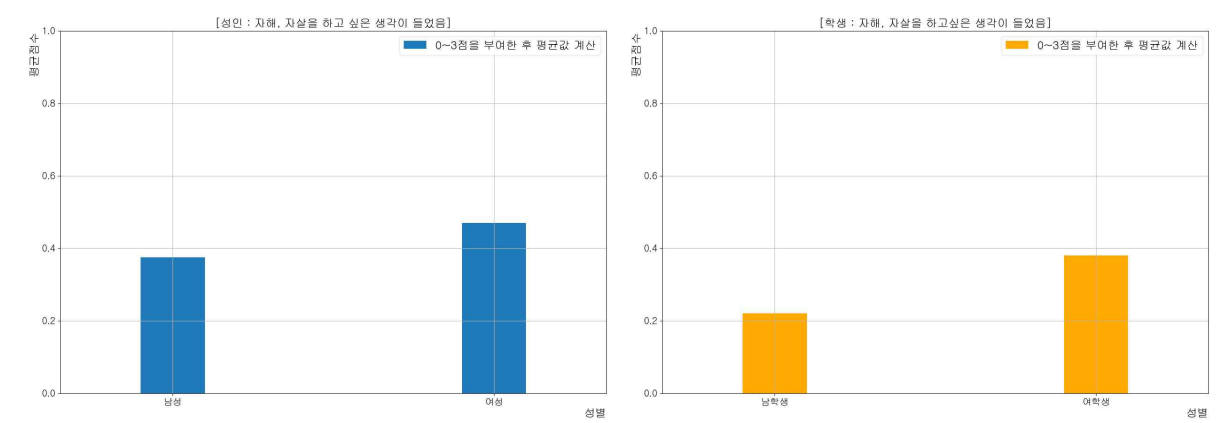 [성인 : 자해, 자살을 하고 싶은 생각이 들었음]
평균점수
0~3점을 부여한 후 평균값 계산
1.0
0.8
0.6
0.4
0.2
0.0
남성
여성
성별
[학생 : 자해, 자살을 하고싶은 생각이 들었음]
평균점수
0~3점을 부여한 후 평균값 계산
1.0
0.8
0.6
0.4
0.2
0.0
남학생
여학생
성별